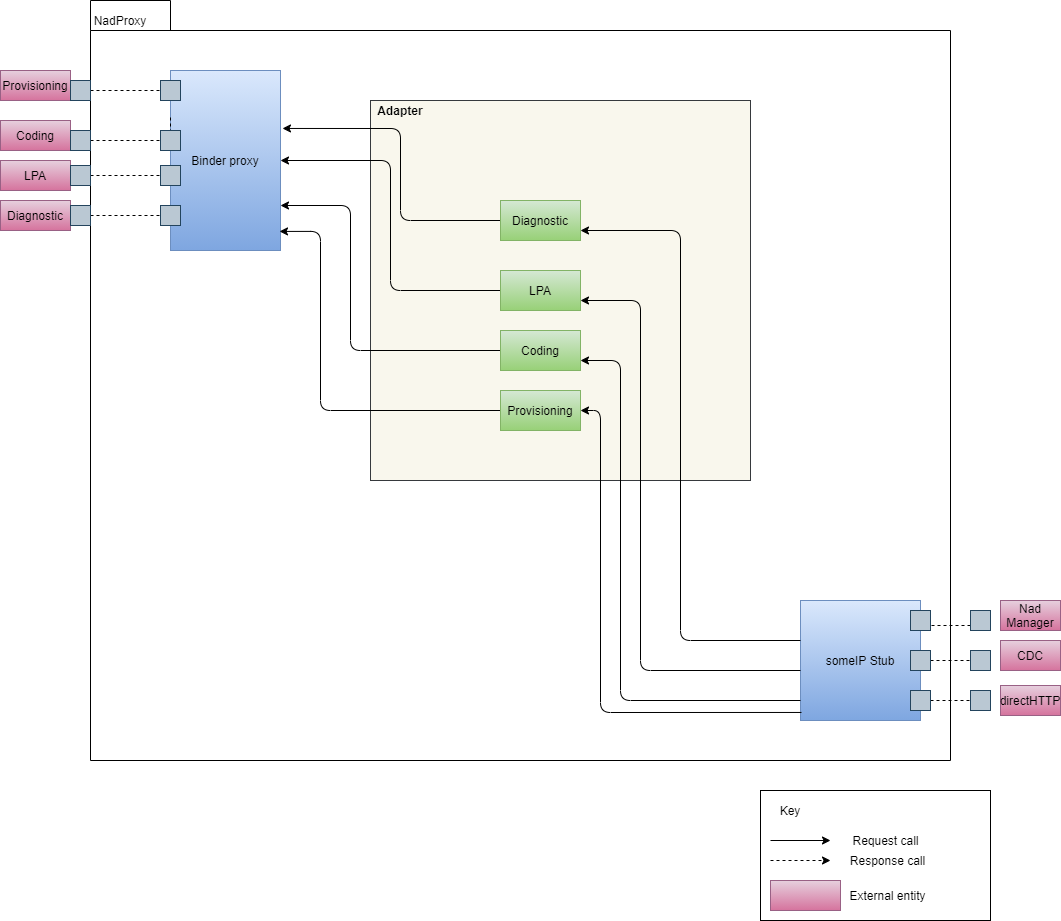 NadProxy
Provisioning
Coding
LPA
Diagnostic
Binder proxy
Adapter
Diagnostic
LPA
Coding
Provisioning
someIP Stub
Nad
Manager
CDC
directHTTP
Key
Request call
Response call
External entity